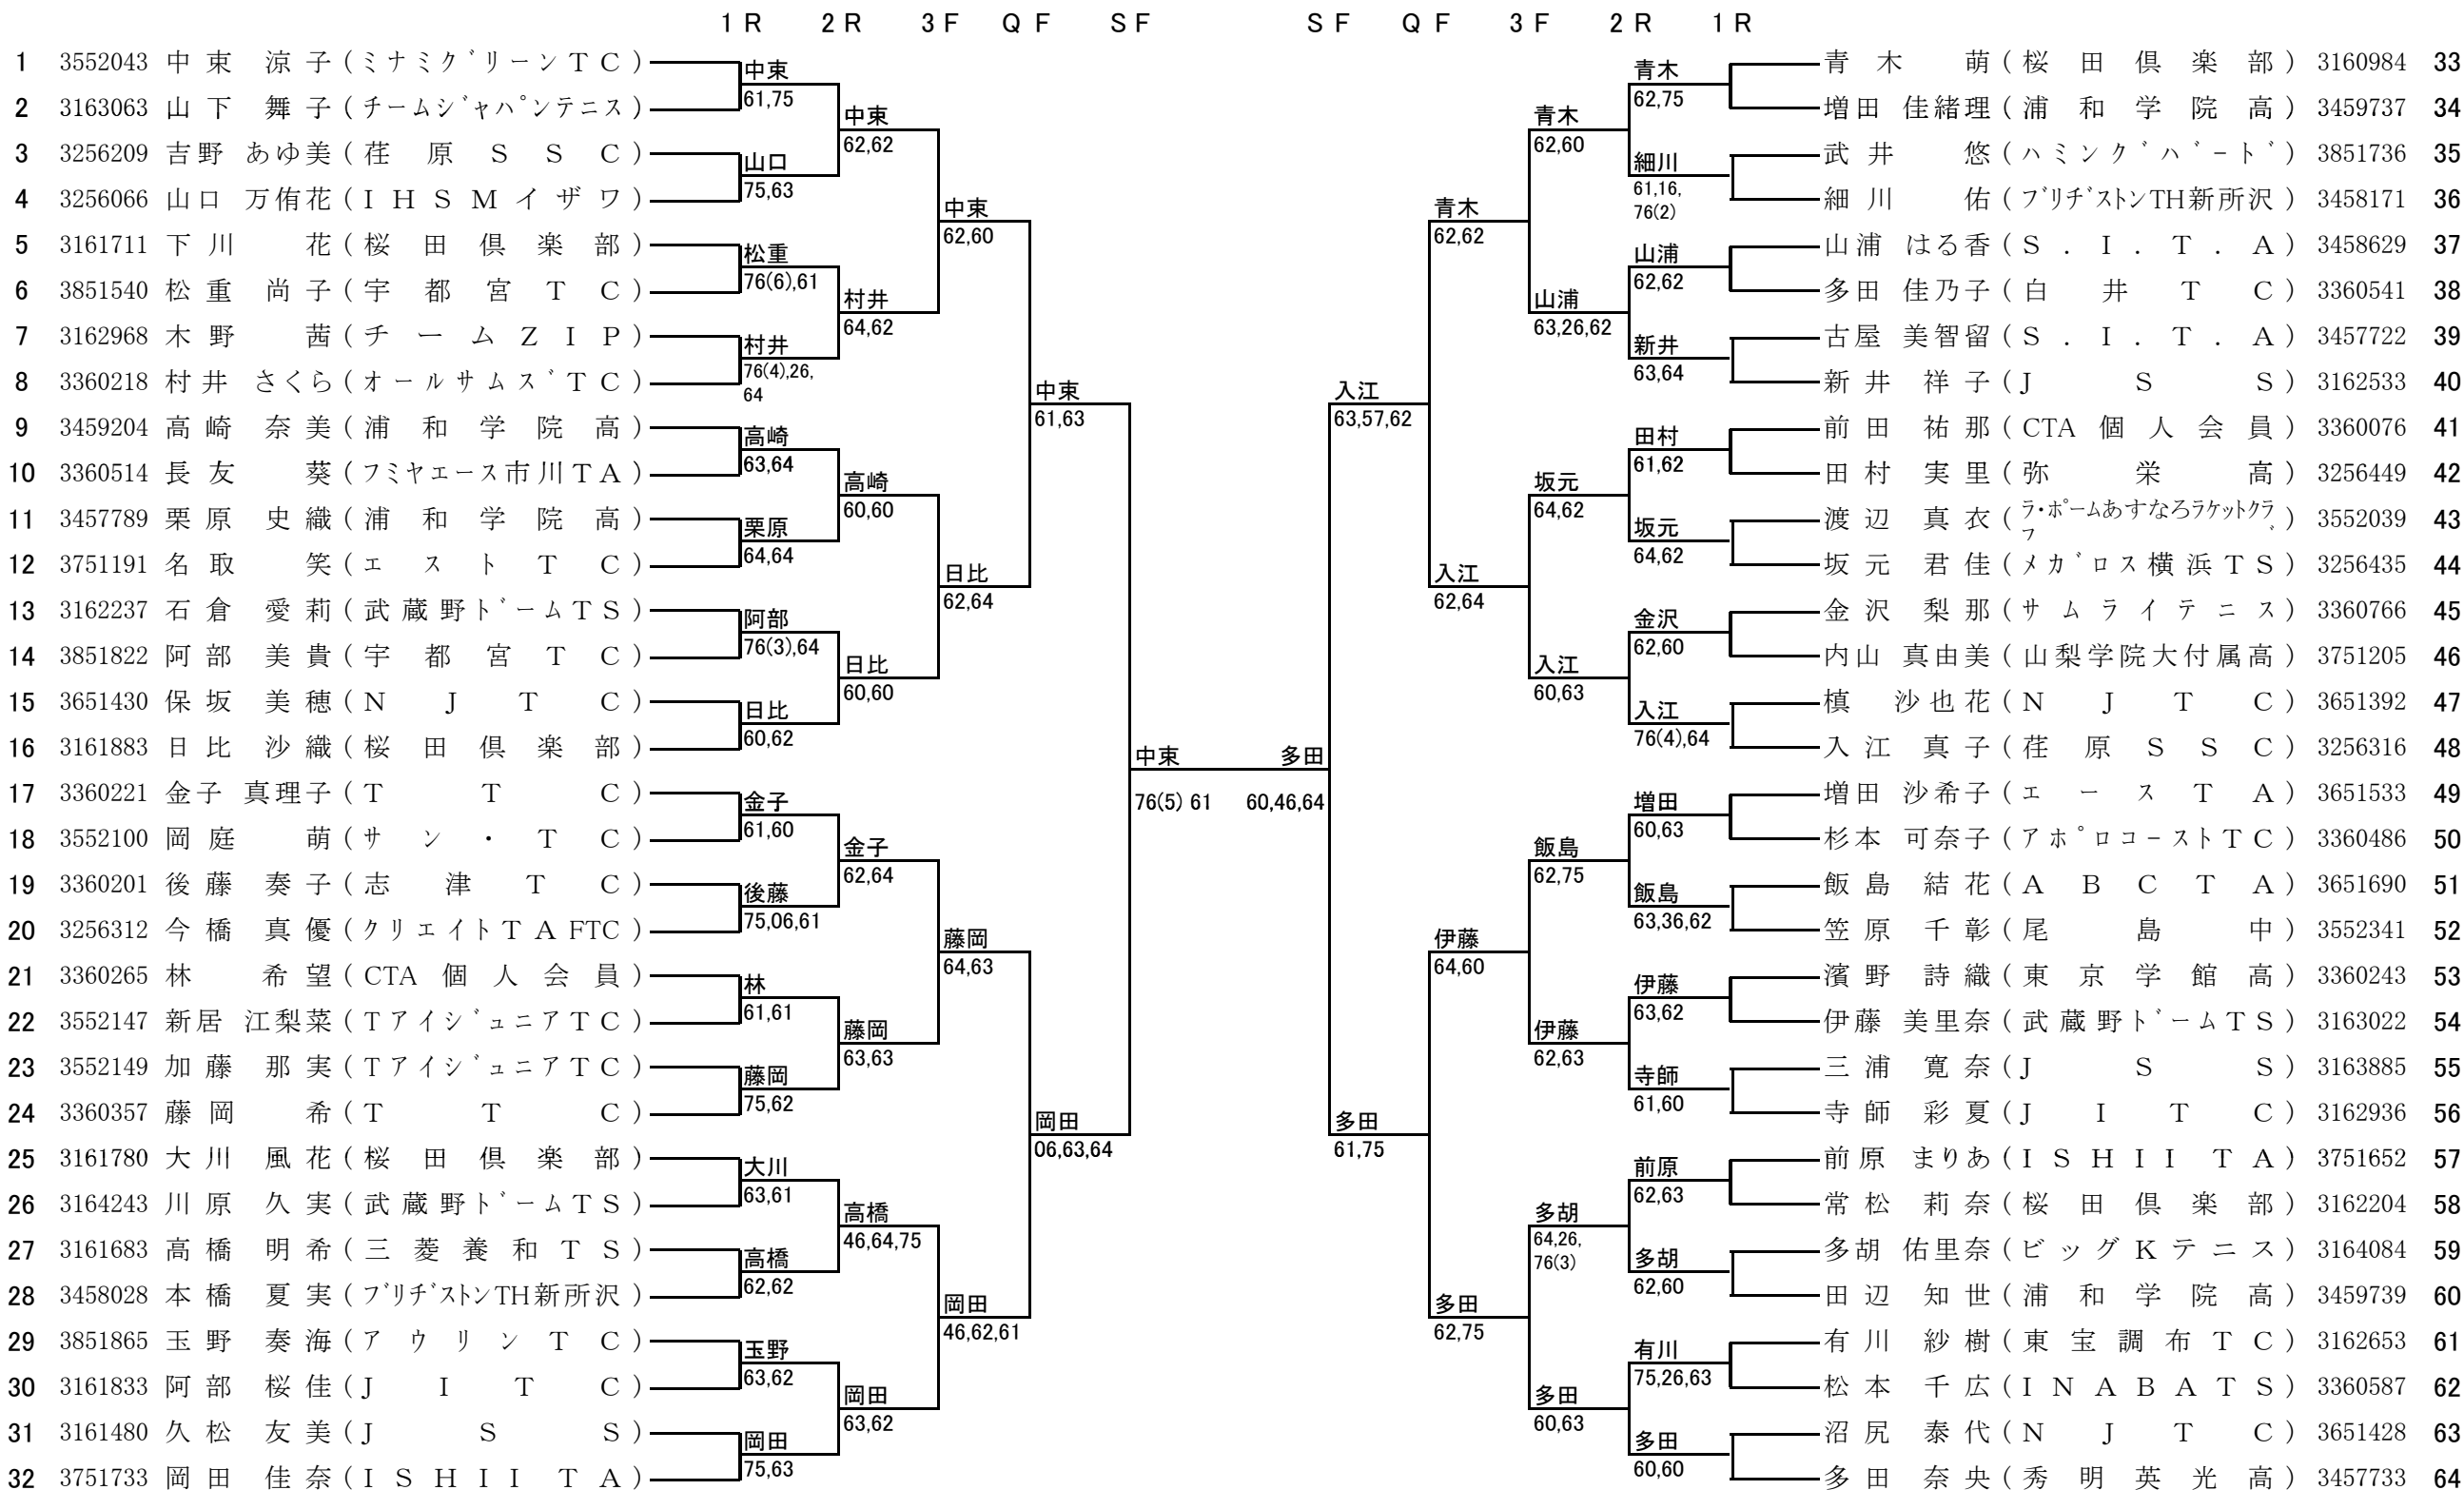 1R 2R 3F QF SF SF QF 3F 2R 1R
1 3552043 中東 涼子 (ミナミグリーンTC) 青木 萌 (桜田倶楽部) 3160984 33
中東 61,75 青木 62,75
2 3163063 山下 舞子 (チームジャパンテニス) 増田 佳緒理 (浦和学院高) 3459737 34
中東 62,62 青木 62,60
3 3256209 吉野 あゆ美 (荏原SSC) 武井 悠 (ハミングバード) 3851736 35
山口 75,63 細川 61,16,76(2)
4 3256066 山口 万侑花 (IHSMイザワ) 細川 佑 (ブリヂストンTH新所沢) 3458171 36
中東 62,60 青木 62,62
5 3161711 下川 花 (桜田倶楽部) 山浦 はる香 (S.I.T.A) 3458629 37
松重 76(6),61 山浦 62,62
6 3851540 松重 尚子 (宇都宮TC) 多田 佳乃子 (白井TC) 3360541 38
村井 64,62 山浦 63,26,62
7 3162968 木野 茜 (チームZIP) 古屋 美智留 (S.I.T.A) 3457722 39
村井 76(4),26,64 新井 63,64
8 3360218 村井 さくら (オールサムズTC) 新井 祥子 (JSS) 3162533 40
中東 61,63 入江 63,57,62
9 3459204 高崎 奈美 (浦和学院高) 前田 祐那 (CTA個人会員) 3360076 41
高崎 63,64 田村 61,62
10 3360514 長友 葵 (フミヤエース市川TA) 田村 実里 (弥栄高) 3256449 42
高崎 60,60 坂元 64,62
11 3457789 栗原 史織 (浦和学院高) 渡辺 真衣 (ラ・ポームあすなろラケットクラブ) 3552039 43
栗原 64,64 坂元 64,62
12 3751191 名取 笑 (エストTC) 坂元 君佳 (メガロス横浜TS) 3256435 44
日比 62,64 入江 62,64
13 3162237 石倉 愛莉 (武蔵野ドームTS) 金沢 梨那 (サムライテニス) 3360766 45
阿部 76(3),64 金沢 62,60
14 3851822 阿部 美貴 (宇都宮TC) 内山 真由美 (山梨学院大付属高) 3751205 46
日比 60,60 入江 60,63
15 3651430 保坂 美穂 (NJTC) 槙 沙也花 (NJTC) 3651392 47
日比 60,62 入江 76(4),64
16 3161883 日比 沙織 (桜田倶楽部) 入江 真子 (荏原SSC) 3256316 48
中東 76(5) 61 多田 60,46,64
17 3360221 金子 真理子 (TTC) 増田 沙希子 (エースTA) 3651533 49
金子 61,60 増田 60,63
18 3552100 岡庭 萌 (サン・TC) 杉本 可奈子 (アポロコーストTC) 3360486 50
金子 62,64 飯島 62,75
19 3360201 後藤 奏子 (志津TC) 飯島 結花 (ABCTA) 3651690 51
後藤 75,06,61 飯島 63,36,62
20 3256312 今橋 真優 (クリエイトTA FTC) 笠原 千彰 (尾島中) 3552341 52
藤岡 64,63 伊藤 64,60
21 3360265 林 希望 (CTA個人会員) 濱野 詩織 (東京学館高) 3360243 53
林 61,61 伊藤 63,62
22 3552147 新居 江梨菜 (TアイジュニアTC) 伊藤 美里奈 (武蔵野ドームTS) 3163022 54
藤岡 63,63 伊藤 62,63
23 3552149 加藤 那実 (TアイジュニアTC) 三浦 寛奈 (JSS) 3163885 55
藤岡 75,62 寺師 61,60
24 3360357 藤岡 希 (TTC) 寺師 彩夏 (JITC) 3162936 56
岡田 06,63,64 多田 61,75
25 3161780 大川 風花 (桜田倶楽部) 前原 まりあ (ISHII TA) 3751652 57
大川 63,61 前原 62,63
26 3164243 川原 久実 (武蔵野ドームTS) 常松 莉奈 (桜田倶楽部) 3162204 58
高橋 46,64,75 多胡 64,26,76(3)
27 3161683 高橋 明希 (三菱養和TS) 多胡 佑里奈 (ビッグKテニス) 3164084 59
高橋 62,62 多胡 62,60
28 3458028 本橋 夏実 (ブリヂストンTH新所沢) 田辺 知世 (浦和学院高) 3459739 60
岡田 46,62,61 多田 62,75
29 3851865 玉野 奏海 (アウリンTC) 有川 紗樹 (東宝調布TC) 3162653 61
玉野 63,62 有川 75,26,63
30 3161833 阿部 桜佳 (JITC) 松本 千広 (INABATS) 3360587 62
岡田 63,62 多田 60,63
31 3161480 久松 友美 (JSS) 沼尻 泰代 (NJTC) 3651428 63
岡田 75,63 多田 60,60
32 3751733 岡田 佳奈 (ISHII TA) 多田 奈央 (秀明英光高) 3457733 64